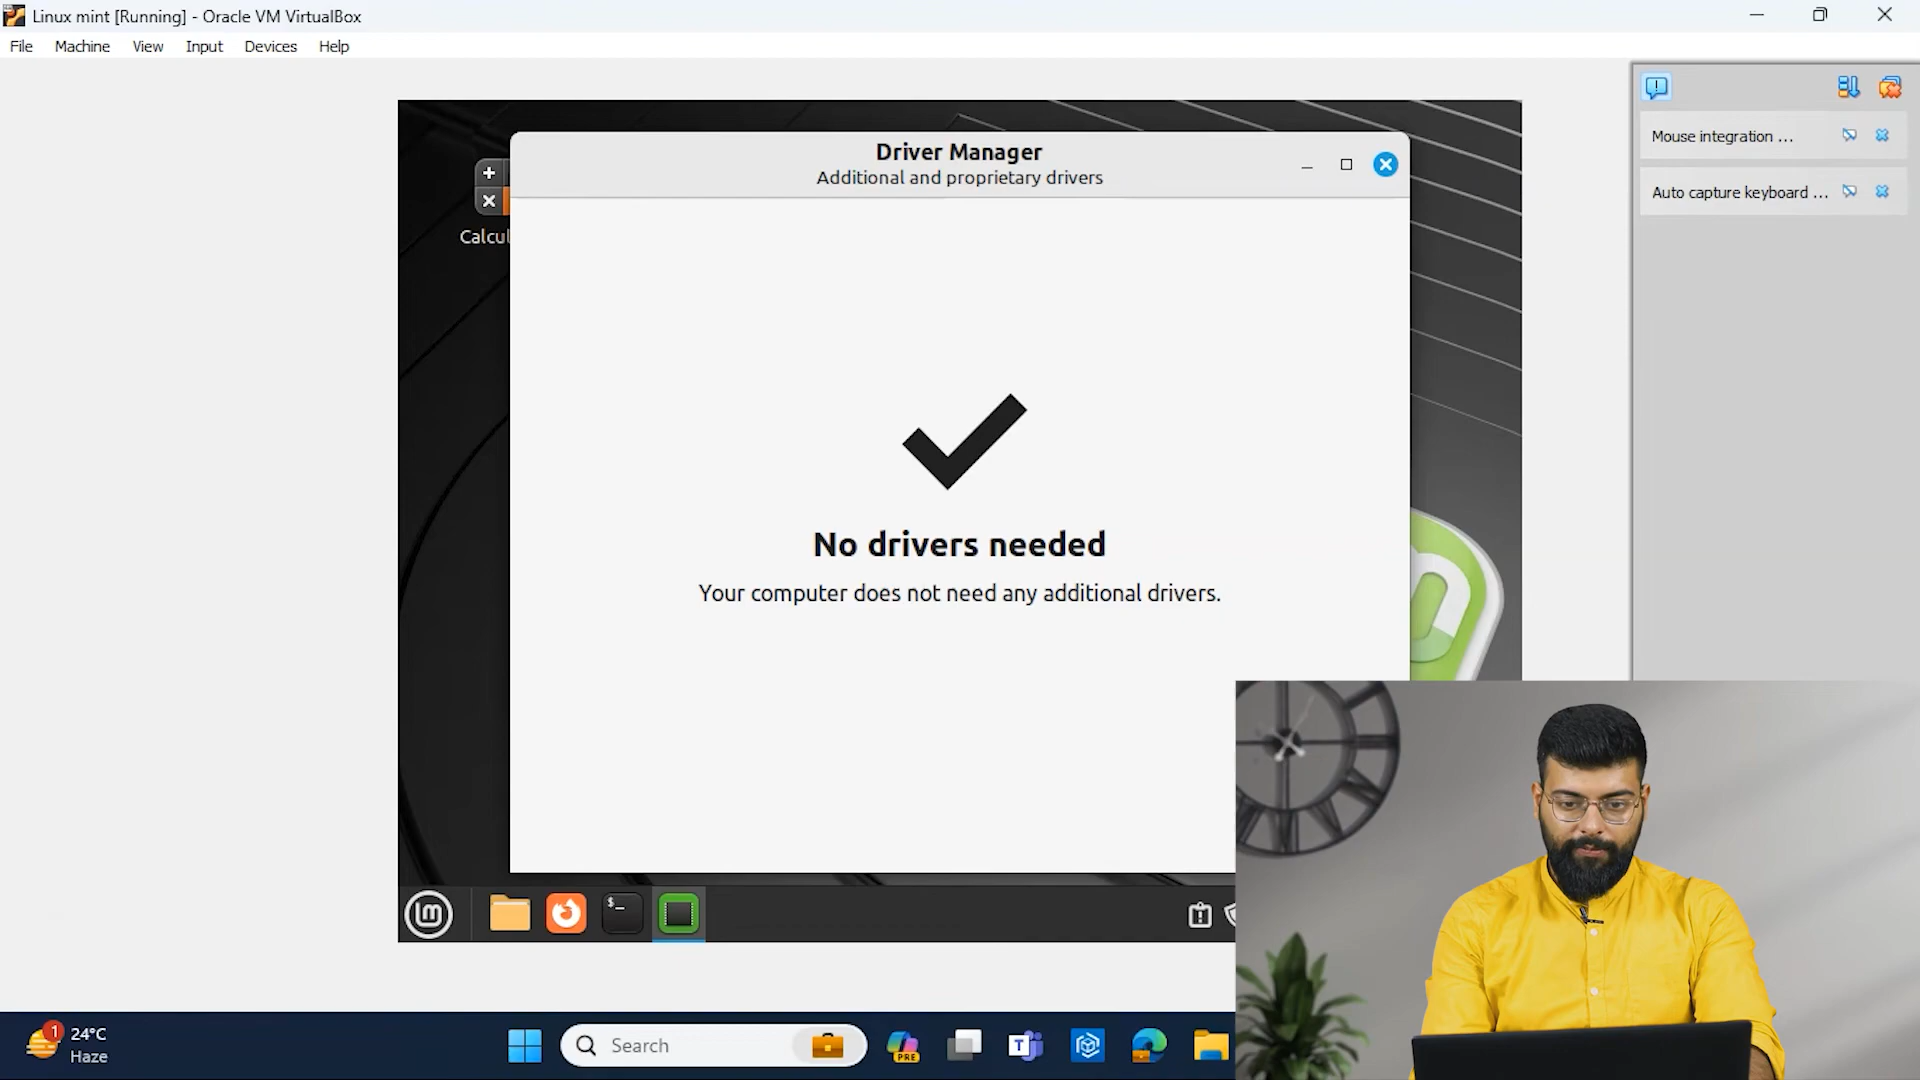 Linux mint [Running] - Oracle VM VirtualBox
File Machine View Input Devices Help
Mouse integration ...
Auto capture keyboard ...
Driver Manager
Additional and proprietary drivers
Calcul
No drivers needed
Your computer does not need any additional drivers.
$_
1
24°C
Haze
Search
PRE
T